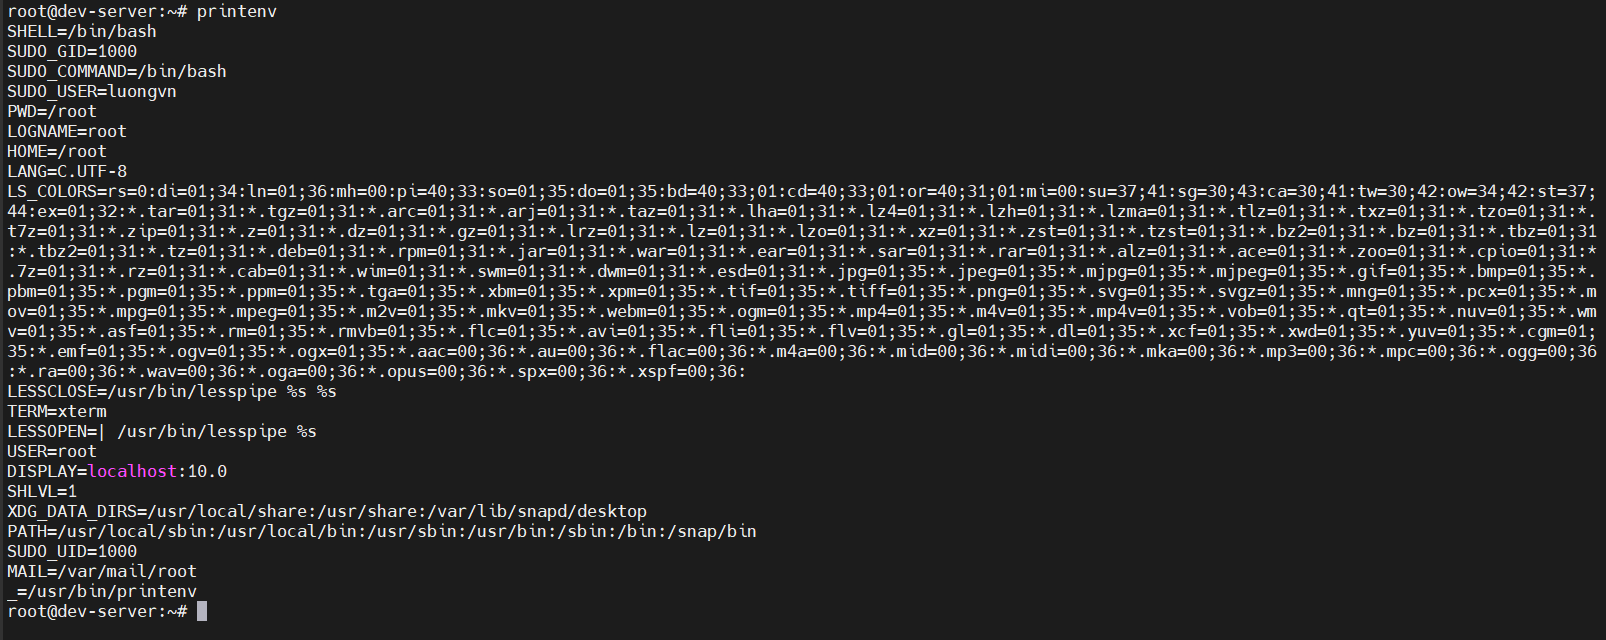 root@dev-server:~# printenv
SHELL=/bin/bash
SUDO_GID=1000
SUDO_COMMAND=/bin/bash
SUDO_USER=luongvn
PWD=/root
LOGNAME=root
HOME=/root
LANG=C.UTF-8
LS_COLORS=rs=0:di=01;34:ln=01;36:mh=00:pi=40;33:so=01;35:do=01;35:bd=40;33;01:cd=40;33;01:or=40;31;01:mi=00:su=37;41:sg=30;43:ca=30;41:tw=30;42:ow=34;42:st=37;
44:ex=01;32:*.tar=01;31:*.tgz=01;31:*.arc=01;31:*.arj=01;31:*.taz=01;31:*.lha=01;31:*.lz4=01;31:*.lzh=01;31:*.lzma=01;31:*.tlz=01;31:*.txz=01;31:*.tzo=01;31:*.
t7z=01;31:*.zip=01;31:*.z=01;31:*.dz=01;31:*.gz=01;31:*.lrz=01;31:*.lz=01;31:*.lzo=01;31:*.xz=01;31:*.zst=01;31:*.tzst=01;31:*.bz2=01;31:*.bz=01;31:*.tbz=01;31
:*.tbz2=01;31:*.tz=01;31:*.deb=01;31:*.rpm=01;31:*.jar=01;31:*.war=01;31:*.ear=01;31:*.sar=01;31:*.rar=01;31:*.alz=01;31:*.ace=01;31:*.zoo=01;31:*.cpio=01;31:*
.7z=01;31:*.rz=01;31:*.cab=01;31:*.wim=01;31:*.swm=01;31:*.dwm=01;31:*.esd=01;31:*.jpg=01;35:*.jpeg=01;35:*.mjpg=01;35:*.mjpeg=01;35:*.gif=01;35:*.bmp=01;35:*.
pbm=01;35:*.pgm=01;35:*.ppm=01;35:*.tga=01;35:*.xbm=01;35:*.xpm=01;35:*.tif=01;35:*.tiff=01;35:*.png=01;35:*.svg=01;35:*.svgz=01;35:*.mng=01;35:*.pcx=01;35:*.m
ov=01;35:*.mpg=01;35:*.mpeg=01;35:*.m2v=01;35:*.mkv=01;35:*.webm=01;35:*.ogm=01;35:*.mp4=01;35:*.m4v=01;35:*.mp4v=01;35:*.vob=01;35:*.qt=01;35:*.nuv=01;35:*.wm
v=01;35:*.asf=01;35:*.rm=01;35:*.rmvb=01;35:*.flc=01;35:*.avi=01;35:*.fli=01;35:*.flv=01;35:*.gl=01;35:*.dl=01;35:*.xcf=01;35:*.xwd=01;35:*.yuv=01;35:*.cgm=01;
35:*.emf=01;35:*.ogv=01;35:*.ogx=01;35:*.aac=00;36:*.au=00;36:*.flac=00;36:*.m4a=00;36:*.mid=00;36:*.midi=00;36:*.mka=00;36:*.mp3=00;36:*.mpc=00;36:*.ogg=00;36
:*.ra=00;36:*.wav=00;36:*.oga=00;36:*.opus=00;36:*.spx=00;36:*.xspf=00;36:
LESSCLOSE=/usr/bin/lesspipe %s %s
TERM=xterm
LESSOPEN=| /usr/bin/lesspipe %s
USER=root
DISPLAY=localhost:10.0
SHLVL=1
XDG_DATA_DIRS=/usr/local/share:/usr/share:/var/lib/snapd/desktop
PATH=/usr/local/sbin:/usr/local/bin:/usr/sbin:/usr/bin:/sbin:/bin:/snap/bin
SUDO_UID=1000
MAIL=/var/mail/root
_=/usr/bin/printenv
root@dev-server:~#